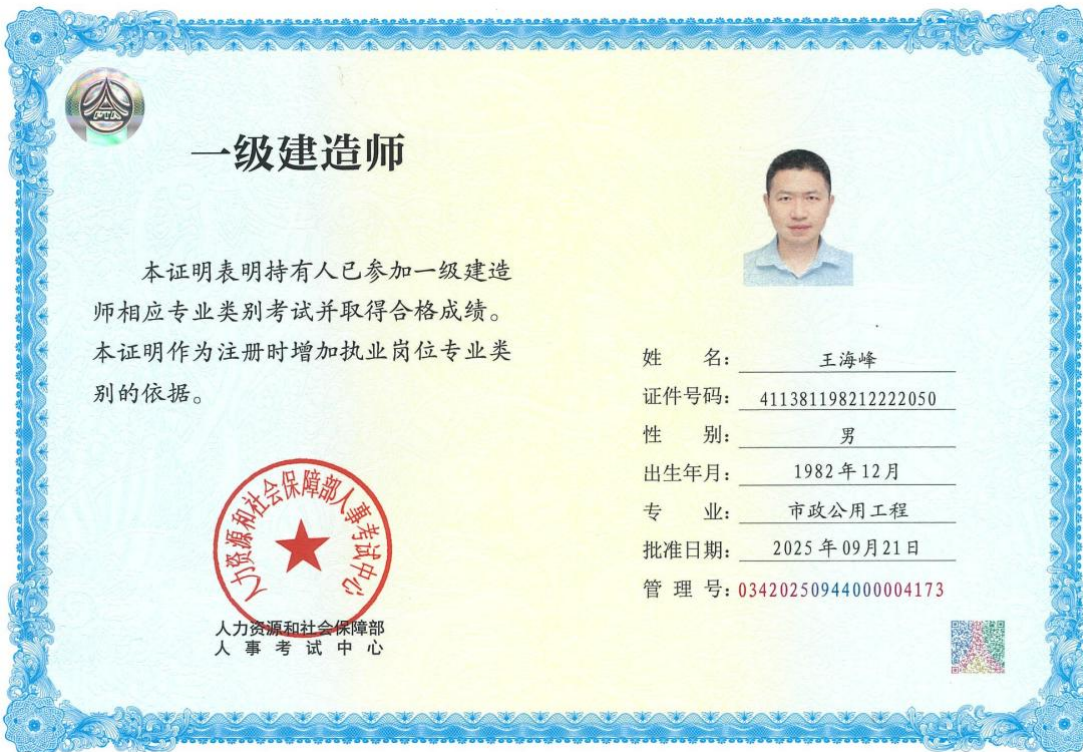 一级建造师
本证明表明持有人已参加一级建造
师相应专业类别考试并取得合格成绩。
本证明作为注册时增加执业岗位专业类
别的依据。
人力资源和社会保障部人事考试中心
人力资源和社会保障部
人事考试中心
姓 名: 王海峰
证件号码: 411381198212222050
性 别: 男
出生年月: 1982年12月
专 业: 市政公用工程
批准日期: 2025年09月21日
管 理 号: 03420250944000004173